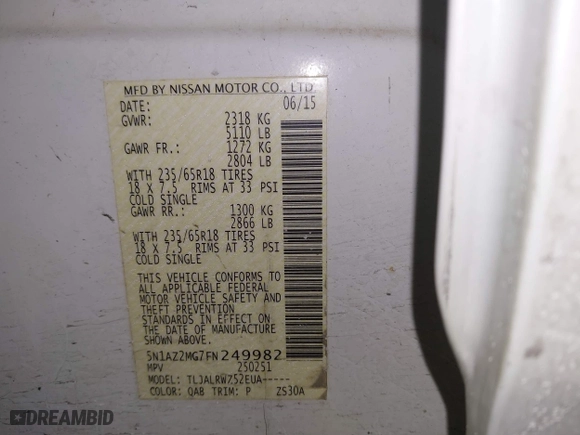 MFD BY NISSAN MOTOR CO., LTD.
DATE: 06/15
GVWR: 2318 KG
5110 LB
GAWR FR.: 1272 KG
2804 LB
WITH 235/65R18 TIRES
18 X 7.5 RIMS AT 33 PSI
COLD SINGLE
GAWR RR.: 1300 KG
2866 LB
WITH 235/65R18 TIRES
18 X 7.5 RIMS AT 33 PSI
COLD SINGLE
THIS VEHICLE CONFORMS TO
ALL APPLICABLE FEDERAL
MOTOR VEHICLE SAFETY AND
THEFT PREVENTION
STANDARDS IN EFFECT ON
THE DATE OF MANUFACTURE
SHOWN ABOVE.
5N1AZ2MG7FN249982
MPV 250251
MODEL: TLJALRWZ52EUA-----
COLOR: QAB TRIM: P ZS30A
DREAMBID